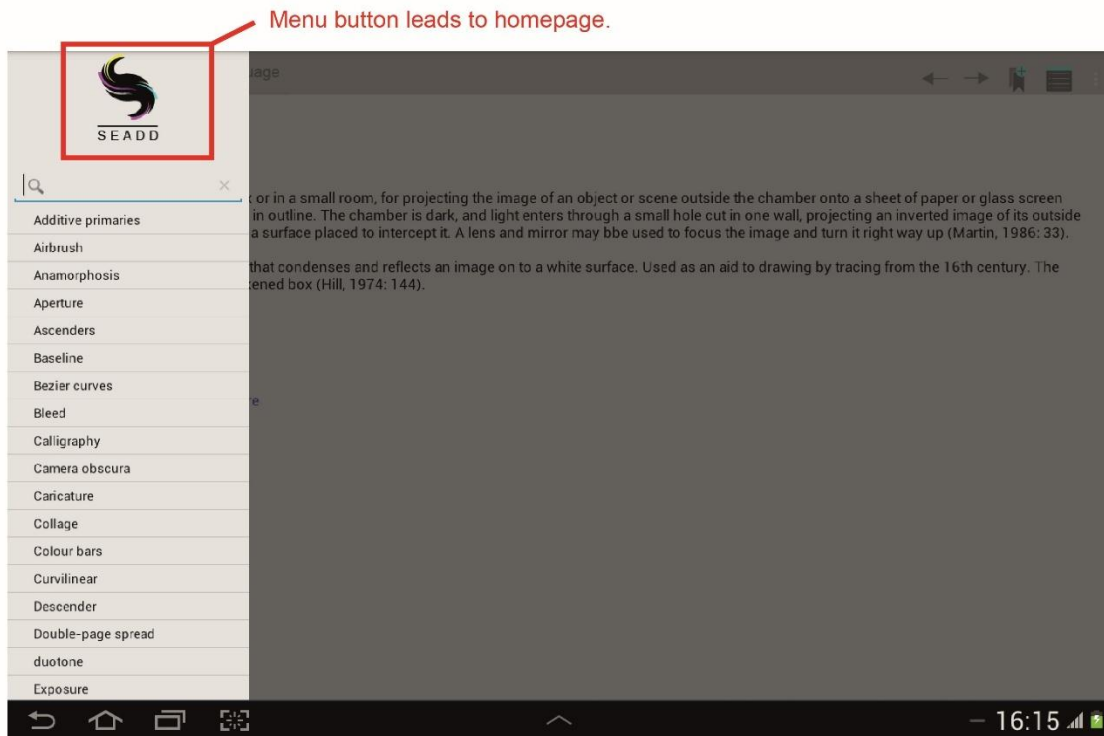 Menu button leads to homepage.
SEADD
uage
or in a small room, for projecting the image of an object or scene outside the chamber onto a sheet of paper or glass screen
in outline. The chamber is dark, and light enters through a small hole cut in one wall, projecting an inverted image of its outside
a surface placed to intercept it. A lens and mirror may bbe used to focus the image and turn it right way up (Martin, 1986: 33).
that condenses and reflects an image on to a white surface. Used as an aid to drawing by tracing from the 16th century. The
ened box (Hill, 1974: 144).
Additive primaries
Airbrush
Anamorphosis
Aperture
Ascenders
Baseline
Bezier curves
Bleed
Calligraphy
Camera obscura
Caricature
Collage
Colour bars
Curvilinear
Descender
Double-page spread
duotone
Exposure
16:15